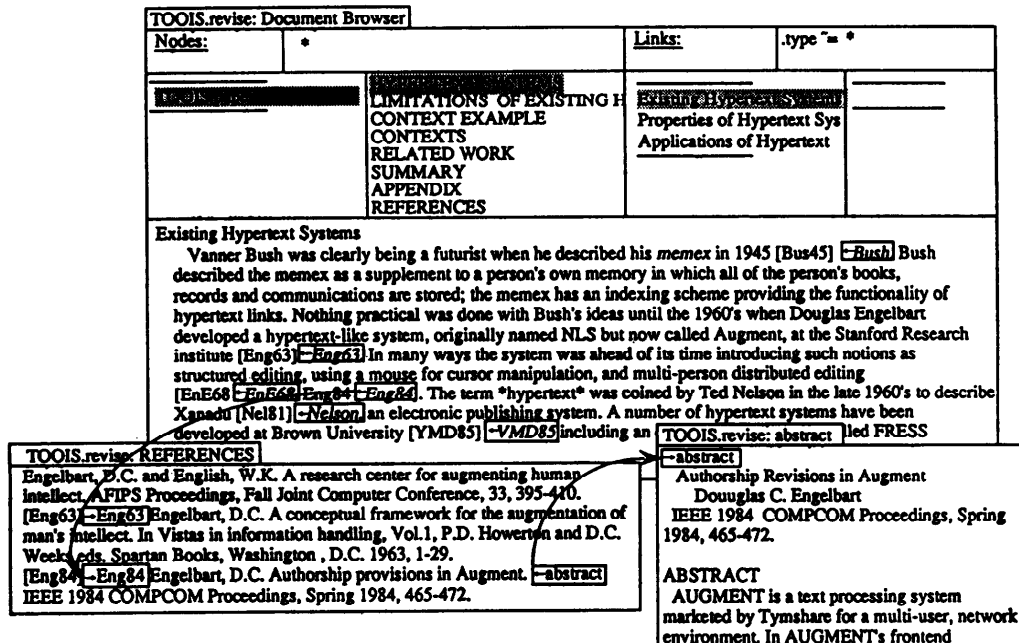 TOOIS.revise: Document Browser
Nodes: *
Links: .type ~= *
LIMITATIONS OF EXISTING H
CONTEXT EXAMPLE
CONTEXTS
RELATED WORK
SUMMARY
APPENDIX
REFERENCES
Existing Hypertext Systems
Properties of Hypertext Sys
Applications of Hypertext
Existing Hypertext Systems
Vanner Bush was clearly being a futurist when he described his memex in 1945 [Bus45] ←Bush Bush
described the memex as a supplement to a person's own memory in which all of the person's books,
records and communications are stored; the memex has an indexing scheme providing the functionality of
hypertext links. Nothing practical was done with Bush's ideas until the 1960's when Douglas Engelbart
developed a hypertext-like system, originally named NLS but now called Augment, at the Stanford Research
institute [Eng63] ←Eng63 In many ways the system was ahead of its time introducing such notions as
structured editing, using a mouse for cursor manipulation, and multi-person distributed editing
[EnE68 ←EnE68 Eng84 ←Eng84]. The term *hypertext* was coined by Ted Nelson in the late 1960's to describe
Xanadu [Nel81] ←Nelson an electronic publishing system. A number of hypertext systems have been
developed at Brown University [YMD85] ←VMD85 including an
led FRESS
TOOIS.revise: REFERENCES
Engelbart, D.C. and English, W.K. A research center for augmenting human
intellect. AFIPS Proceedings, Fall Joint Computer Conference, 33, 395-410.
[Eng63] →Eng63 Engelbart, D.C. A conceptual framework for the augmentation of
man's intellect. In Vistas in information handling, Vol.1, P.D. Howerton and D.C.
Weeks eds. Spartan Books, Washington , D.C. 1963, 1-29.
[Eng84] →Eng84 Engelbart, D.C. Authorship provisions in Augment. ←abstract
IEEE 1984 COMPCOM Proceedings, Spring 1984, 465-472.
TOOIS.revise: abstract
→abstract
Authorship Revisions in Augment
Douuglas C. Engelbart
IEEE 1984 COMPCOM Proceedings, Spring
1984, 465-472.
ABSTRACT
AUGMENT is a text processing system
marketed by Tymshare for a multi-user, network
environment. In AUGMENT's frontend